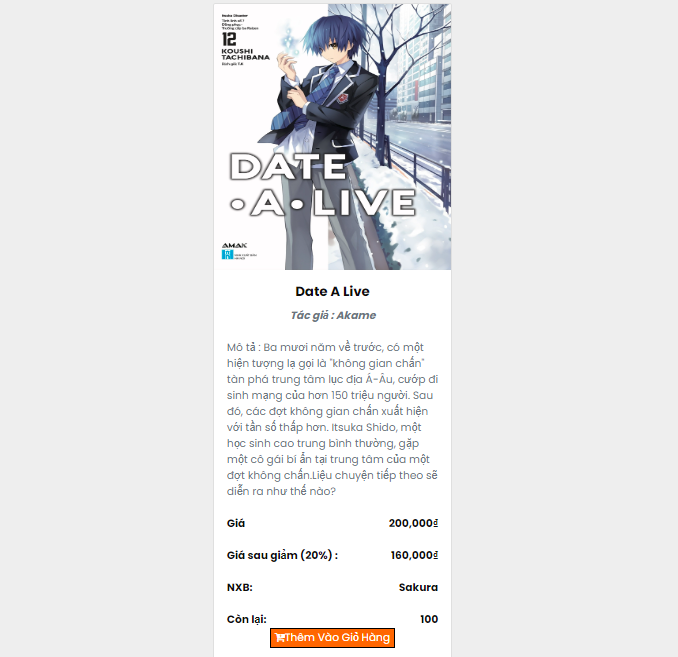 12
KOUSHI
TACHIBANA
DATE
•A•LIVE
AMAK
Date A Live
Tác giả : Akame
Mô tả : Ba mươi năm về trước, có một
hiện tượng lạ gọi là "không gian chấn"
tàn phá trung tâm lục địa Á-Âu, cướp đi
sinh mạng của hơn 150 triệu người. Sau
đó, các đợt không gian chấn xuất hiện
với tần số thấp hơn. Itsuka Shido, một
học sinh cao trung bình thường, gặp
một cô gái bí ẩn tại trung tâm của một
đợt không chấn.Liệu chuyện tiếp theo sẽ
diễn ra như thế nào?
Giá 200,000₫
Giá sau giảm (20%) : 160,000₫
NXB: Sakura
Còn lại: 100
Thêm Vào Giỏ Hàng